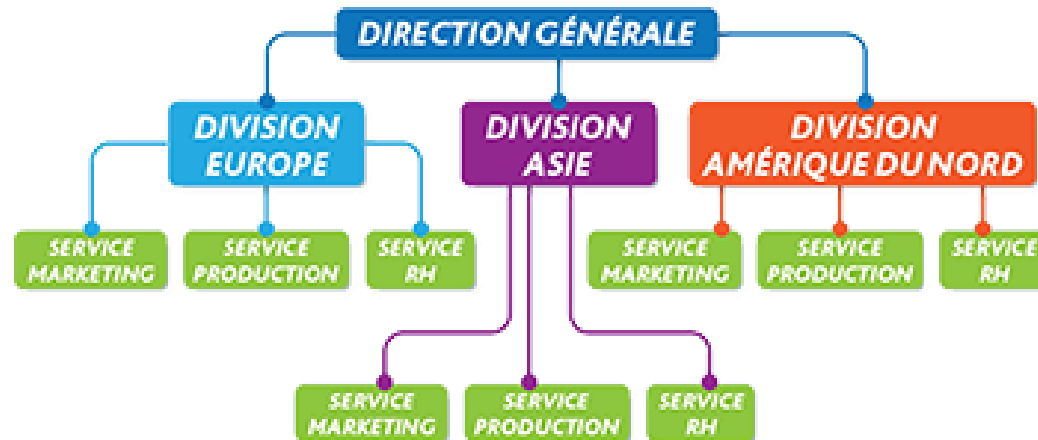 DIRECTION GÉNÉRALE
DIVISION
EUROPE
DIVISION
ASIE
DIVISION
AMÉRIQUE DU NORD
SERVICE
MARKETING
SERVICE
PRODUCTION
SERVICE
RH
SERVICE
MARKETING
SERVICE
PRODUCTION
SERVICE
RH
SERVICE
MARKETING
SERVICE
PRODUCTION
SERVICE
RH